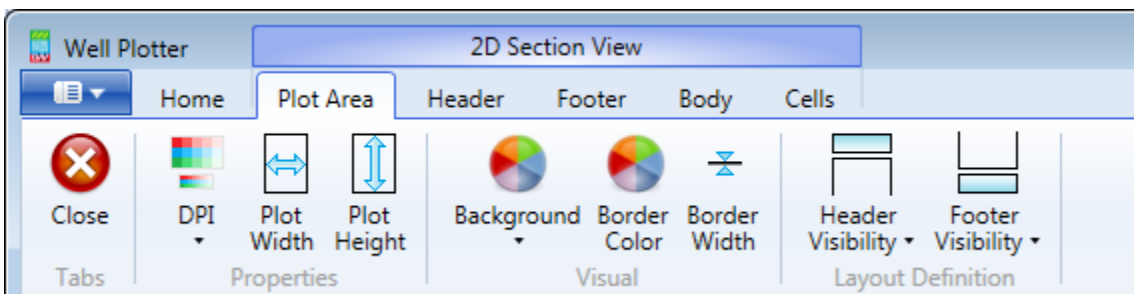 Well Plotter
2D Section View
Home Plot Area Header Footer Body Cells
Close DPI Plot Width Plot Height Background Border Color Border Width Header Visibility Footer Visibility
Tabs Properties Visual Layout Definition